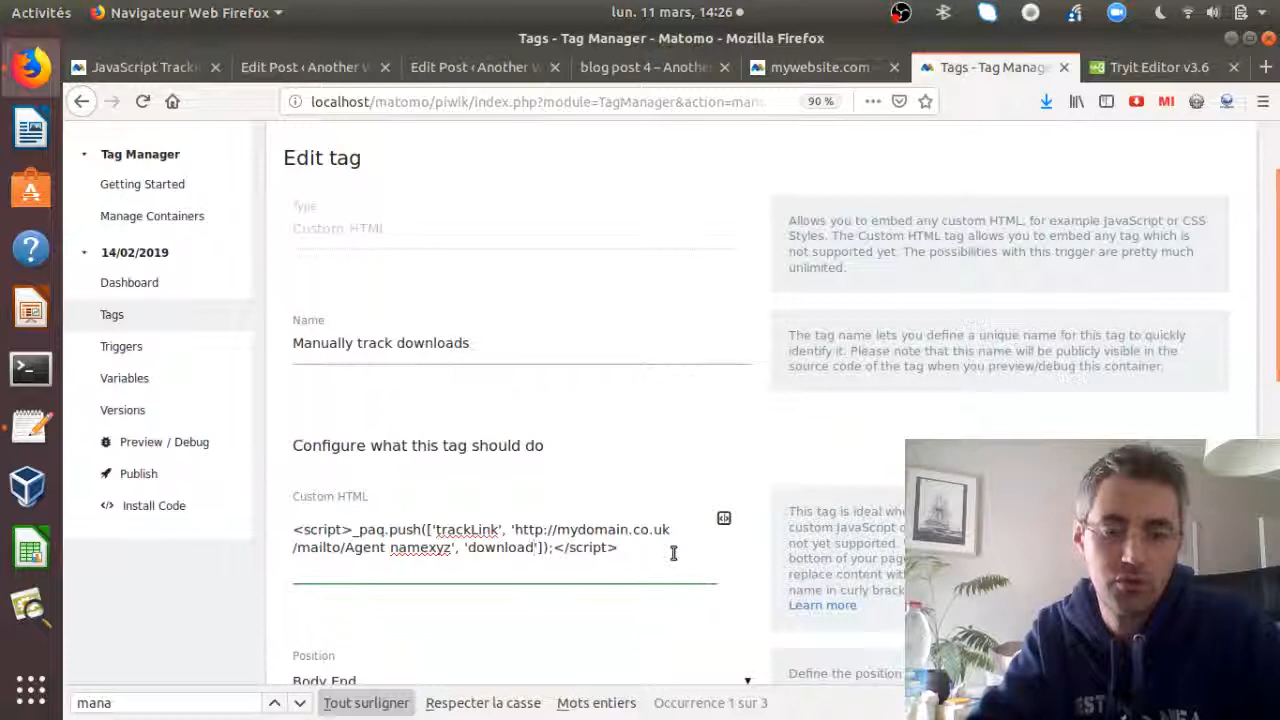 Activités
Navigateur Web Firefox
lun. 11 mars, 14:26
Tags - Tag Manager - Matomo - Mozilla Firefox
JavaScript Track
Edit Post ‹ Another W
Edit Post ‹ Another W
blog post 4 – Anothe
mywebsite.com
Tags - Tag Manage
Tryit Editor v3.6
localhost/matomo/piwik/index.php?module=TagManager&action=man
90 %
MI
Tag Manager
Getting Started
Manage Containers
14/02/2019
Dashboard
Tags
Triggers
Variables
Versions
Preview / Debug
Publish
Install Code
Edit tag
Type
Custom HTML
Allows you to embed any custom HTML, for example JavaScript or CSS
Styles. The Custom HTML tag allows you to embed any tag which is
not supported yet. The possibilities with this trigger are pretty much
unlimited.
Name
Manually track downloads
The tag name lets you define a unique name for this tag to quickly
identify it. Please note that this name will be publicly visible in the
source code of the tag when you preview/debug this container.
Configure what this tag should do
Custom HTML
<script>_paq.push(['trackLink', 'http://mydomain.co.uk
/mailto/Agent namexyz', 'download']);</script>
This tag is ideal whe
custom JavaScript o
not yet supported.
bottom of your page
replace content with
name in curly brack
Learn more
Position
Body End
Define the position
mana
Tout surligner
Respecter la casse
Mots entiers
Occurrence 1 sur 3